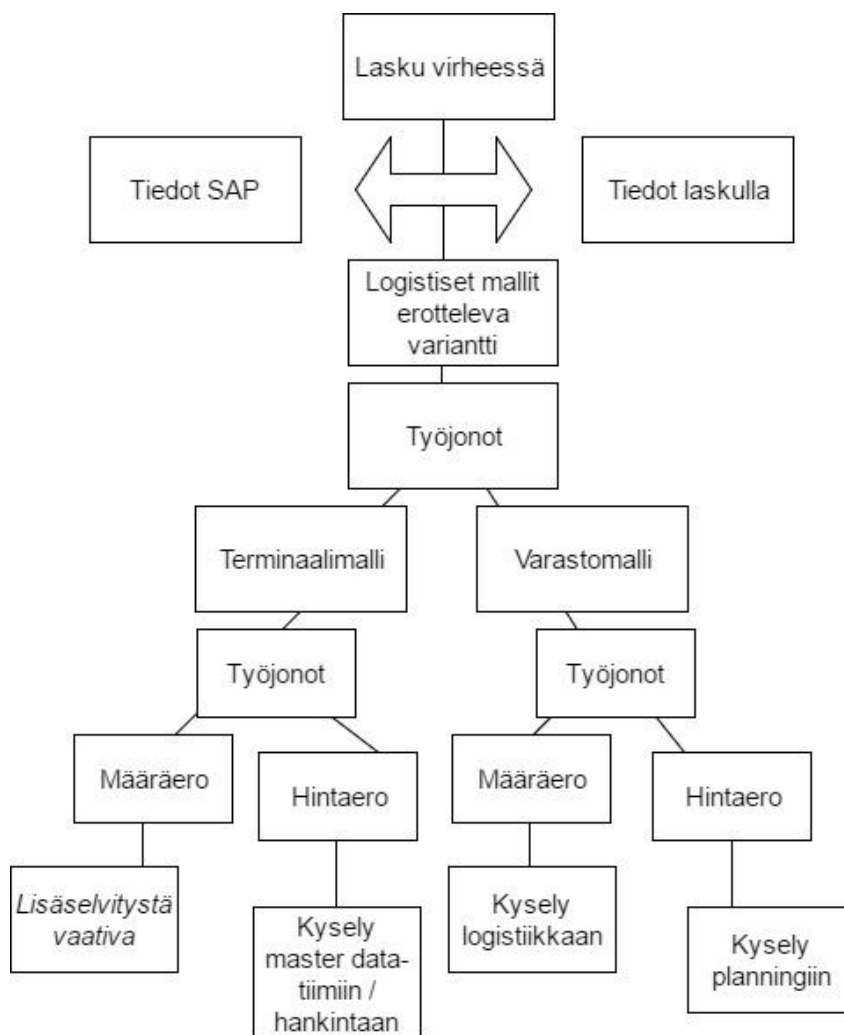 Lasku virheessä
Tiedot SAP
Tiedot laskulla
Logistiset mallit
erotteleva
variantti
Työjonot
Terminaalimalli
Varastomalli
Työjonot
Työjonot
Määräero
Hintaero
Määräero
Hintaero
Lisäselvitystä
vaativa
Kysely
master data-
tiimiin /
hankintaan
Kysely
logistiikkaan
Kysely
planningiin